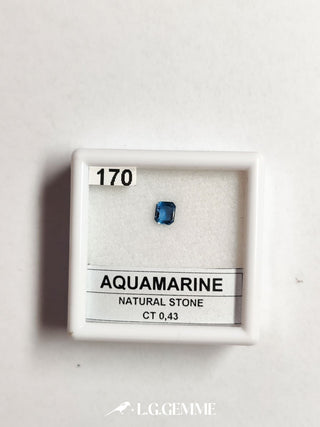 170
AQUAMARINE
NATURAL STONE
CT 0,43
L.G.GEMME